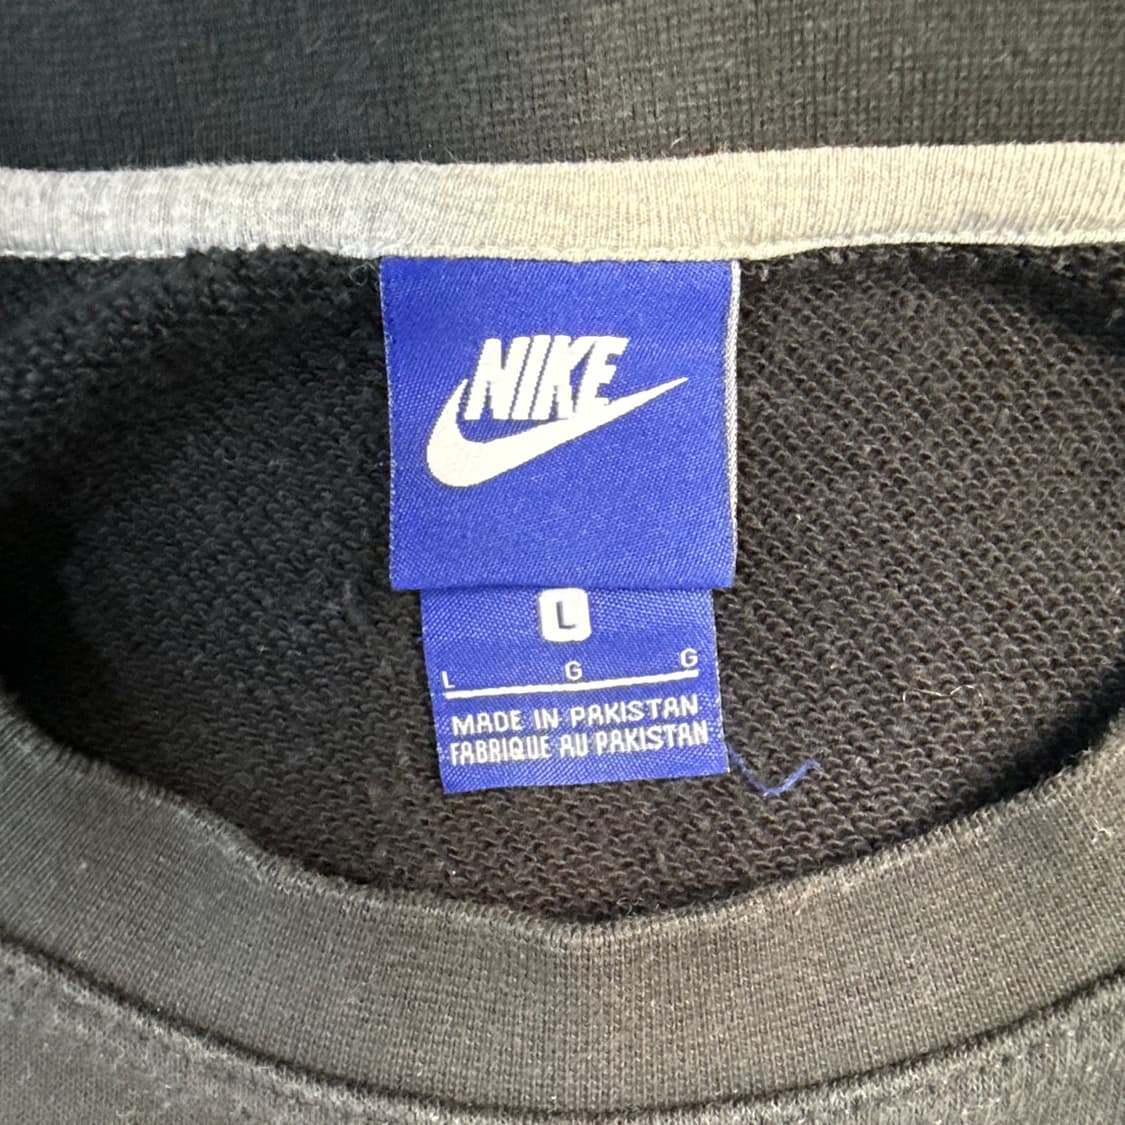 NIKE
L
L G G
MADE IN PAKISTAN
FABRIQUE AU PAKISTAN